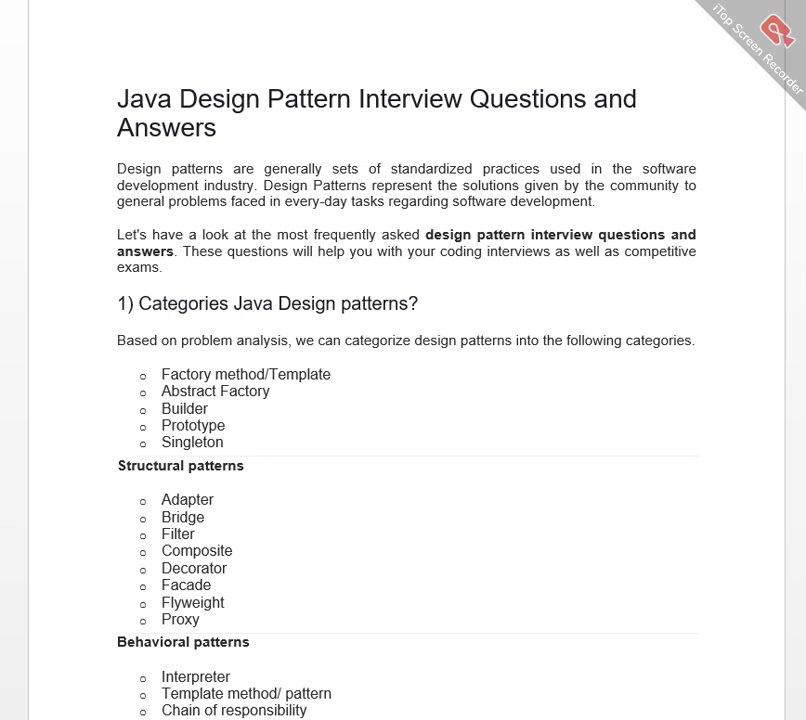 iTop Screen Recorder
Java Design Pattern Interview Questions and
Answers
Design patterns are generally sets of standardized practices used in the software
development industry. Design Patterns represent the solutions given by the community to
general problems faced in every-day tasks regarding software development.
Let's have a look at the most frequently asked design pattern interview questions and
answers. These questions will help you with your coding interviews as well as competitive
exams.
1) Categories Java Design patterns?
Based on problem analysis, we can categorize design patterns into the following categories.
o Factory method/Template
o Abstract Factory
o Builder
o Prototype
o Singleton
Structural patterns
o Adapter
o Bridge
o Filter
o Composite
o Decorator
o Facade
o Flyweight
o Proxy
Behavioral patterns
o Interpreter
o Template method/ pattern
o Chain of responsibility